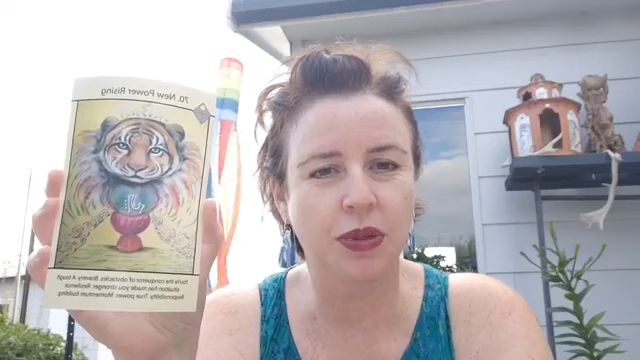 70. New Power Rising
You're the conqueror of obstacles. Bravery. A tough
situation has made you stronger. Resilience.
Responsibility. True power. Momentum building.